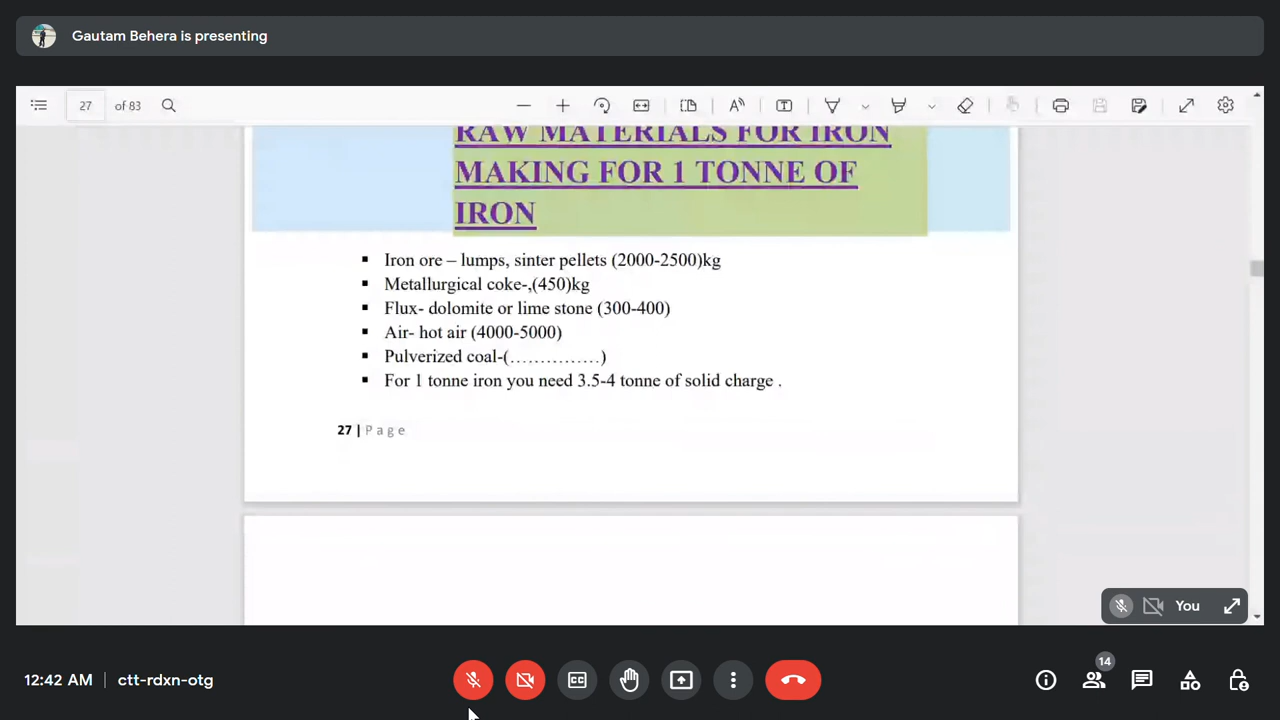 Gautam Behera is presenting
27 of 83
RAW MATERIALS FOR IRON
MAKING FOR 1 TONNE OF
IRON
▪ Iron ore – lumps, sinter pellets (2000-2500)kg
▪ Metallurgical coke-,(450)kg
▪ Flux- dolomite or lime stone (300-400)
▪ Air- hot air (4000-5000)
▪ Pulverized coal-(……………)
▪ For 1 tonne iron you need 3.5-4 tonne of solid charge .
27 | Page
You
14
12:42 AM | ctt-rdxn-otg